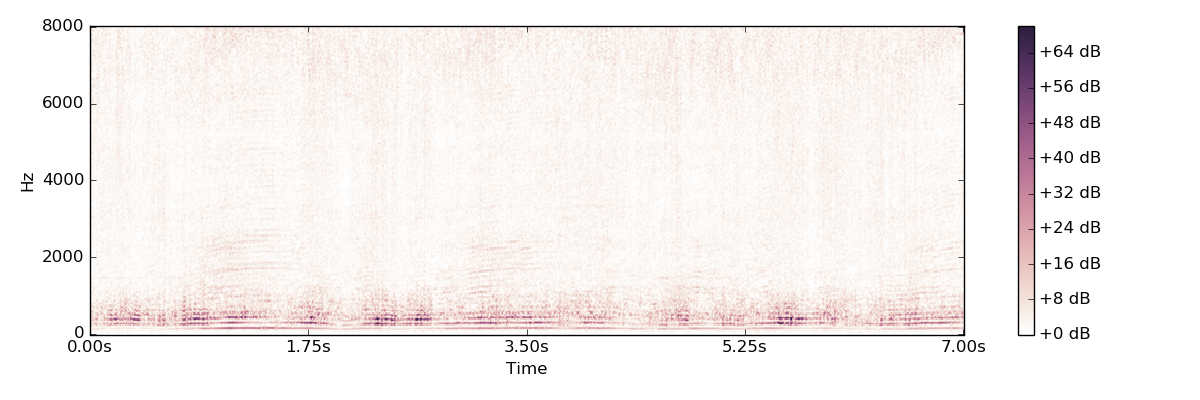 8000
6000
4000
2000
0
Hz
0.00s 1.75s 3.50s 5.25s 7.00s
Time
+64 dB
+56 dB
+48 dB
+40 dB
+32 dB
+24 dB
+16 dB
+8 dB
+0 dB